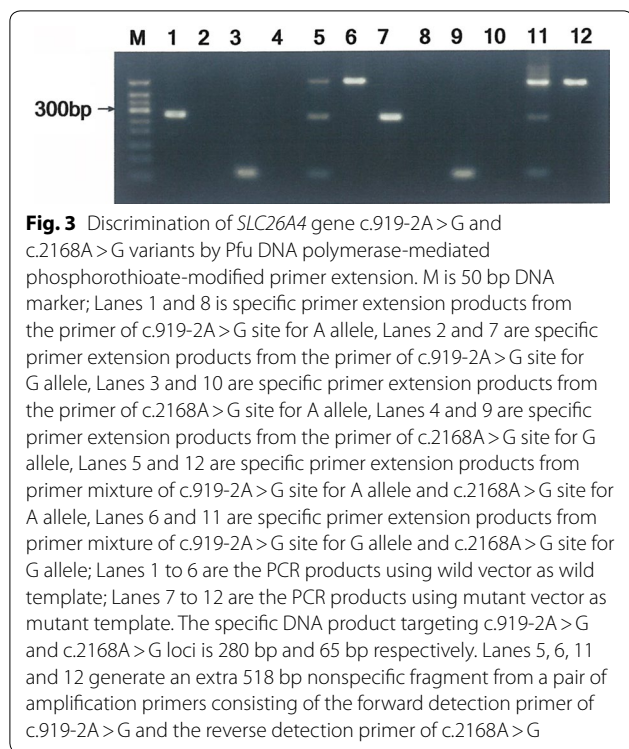 M 1 2 3 4 5 6 7 8 9 10 11 12
300bp→
Fig. 3 Discrimination of SLC26A4 gene c.919-2A>G and
c.2168A>G variants by Pfu DNA polymerase-mediated
phosphorothioate-modified primer extension. M is 50 bp DNA
marker; Lanes 1 and 8 is specific primer extension products from
the primer of c.919-2A>G site for A allele, Lanes 2 and 7 are specific
primer extension products from the primer of c.919-2A>G site for
G allele, Lanes 3 and 10 are specific primer extension products from
the primer of c.2168A>G site for A allele, Lanes 4 and 9 are specific
primer extension products from the primer of c.2168A>G site for G
allele, Lanes 5 and 12 are specific primer extension products from
primer mixture of c.919-2A>G site for A allele and c.2168A>G site for
A allele, Lanes 6 and 11 are specific primer extension products from
primer mixture of c.919-2A>G site for G allele and c.2168A>G site for
G allele; Lanes 1 to 6 are the PCR products using wild vector as wild
template; Lanes 7 to 12 are the PCR products using mutant vector as
mutant template. The specific DNA product targeting c.919-2A>G
and c.2168A>G loci is 280 bp and 65 bp respectively. Lanes 5, 6, 11
and 12 generate an extra 518 bp nonspecific fragment from a pair of
amplification primers consisting of the forward detection primer of
c.919-2A>G and the reverse detection primer of c.2168A>G